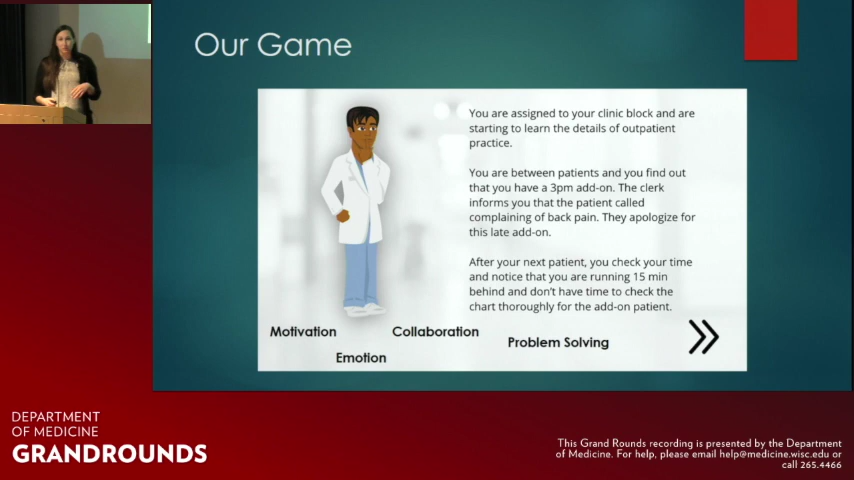 Our Game
You are assigned to your clinic block and are
starting to learn the details of outpatient
practice.
You are between patients and you find out
that you have a 3pm add-on. The clerk
informs you that the patient called
complaining of back pain. They apologize for
this late add-on.
After your next patient, you check your time
and notice that you are running 15 min
behind and don't have time to check the
chart thoroughly for the add-on patient.
Motivation
Collaboration
Emotion
Problem Solving
DEPARTMENT
OF MEDICINE
GRANDROUNDS
This Grand Rounds recording is presented by the Department
of Medicine. For help, please email help@medicine.wisc.edu or
call 265.4466